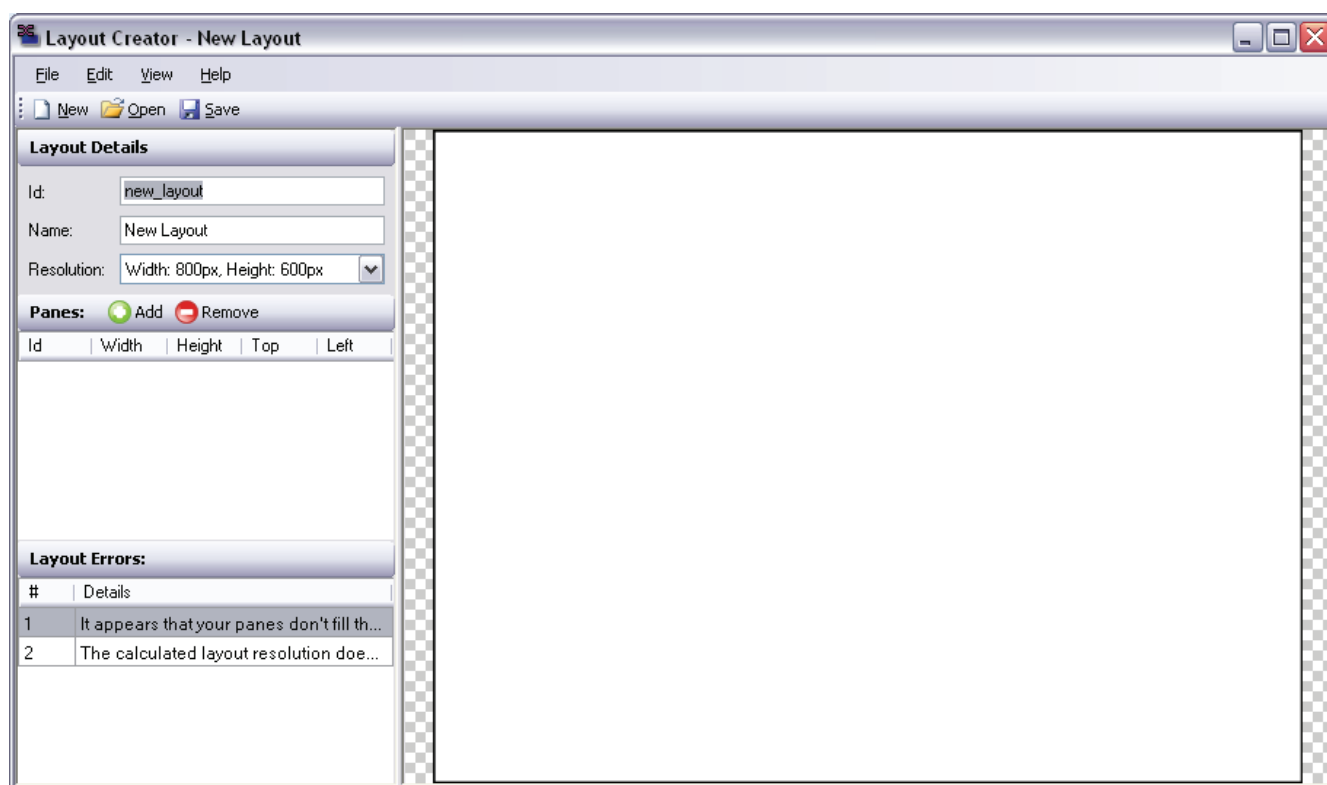 Layout Creator - New Layout
File Edit View Help
New Open Save
Layout Details
Id: new_layout
Name: New Layout
Resolution: Width: 800px, Height: 600px
Panes: Add Remove
Id Width Height Top Left
Layout Errors:
# Details
1 It appears that your panes don't fill th...
2 The calculated layout resolution doe...